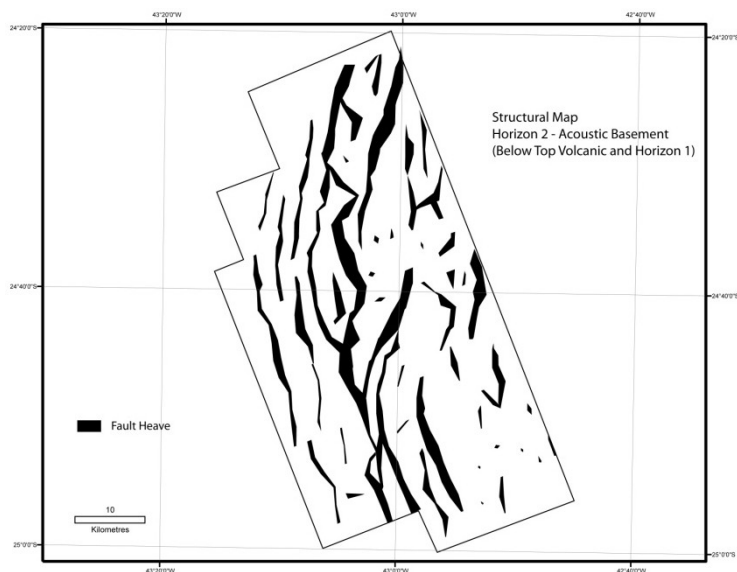 43°20'0"W 43°0'0"W 42°40'0"W
24°20'0"S 24°20'0"S
Structural Map
Horizon 2 - Acoustic Basement
(Below Top Volcanic and Horizon 1)
24°40'0"S 24°40'0"S
Fault Heave
10
Kilometres
25°0'0"S 25°0'0"S
43°20'0"W 43°0'0"W 42°40'0"W